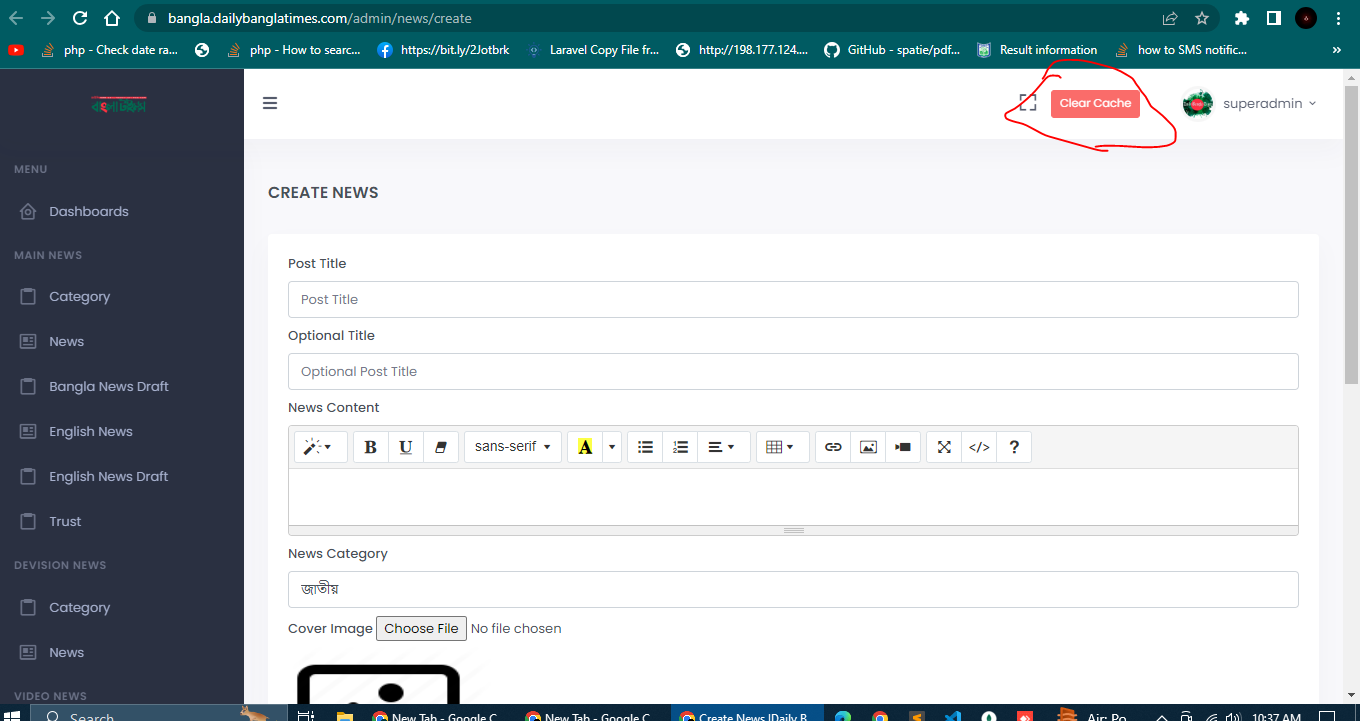 bangla.dailybanglatimes.com/admin/news/create
php - Check date ra...
php - How to searc...
https://bit.ly/2Jotbrk
Laravel Copy File fr...
http://198.177.124....
GitHub - spatie/pdf...
Result information
how to SMS notific...
»
Clear Cache
superadmin
MENU
CREATE NEWS
Dashboards
MAIN NEWS
Post Title
Category
Post Title
News
Optional Title
Optional Post Title
Bangla News Draft
News Content
English News
B U sans-serif A </> ?
English News Draft
Trust
DEVISION NEWS
News Category
জাতীয়
Category
Cover Image Choose File No file chosen
News
VIDEO NEWS
Search
New Tab - Google C
New Tab - Google C
Create News |Daily B
Air: Po
10:37 AM